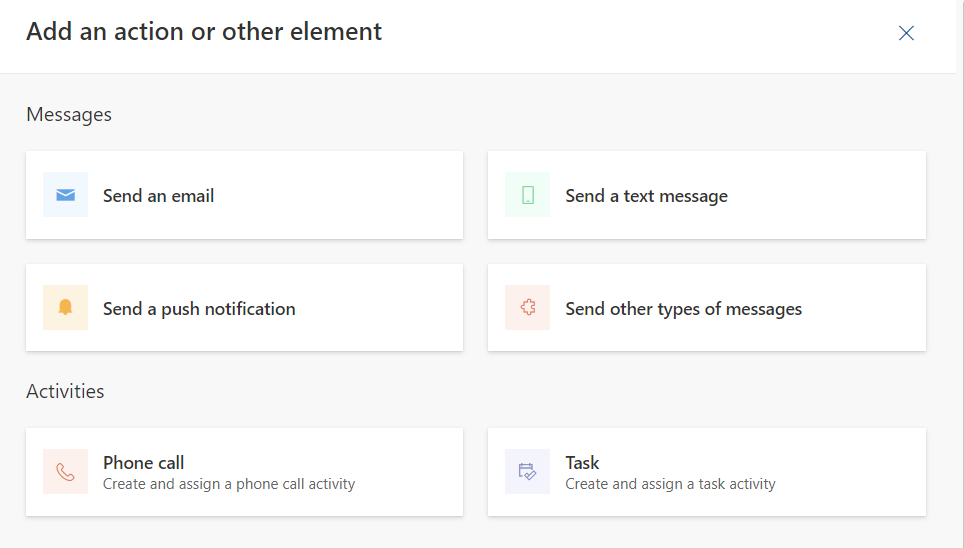 Add an action or other element
Messages
Send an email
Send a text message
Send a push notification
Send other types of messages
Activities
Phone call
Create and assign a phone call activity
Task
Create and assign a task activity